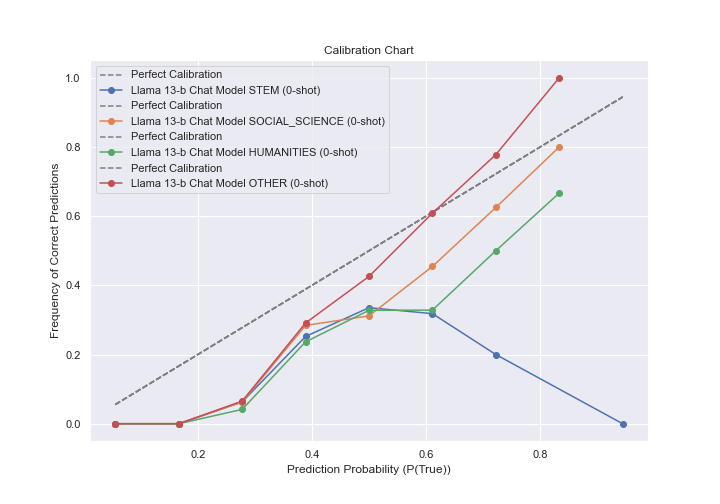 Calibration Chart
Perfect Calibration
Llama 13-b Chat Model STEM (0-shot)
Perfect Calibration
Llama 13-b Chat Model SOCIAL_SCIENCE (0-shot)
Perfect Calibration
Llama 13-b Chat Model HUMANITIES (0-shot)
Perfect Calibration
Llama 13-b Chat Model OTHER (0-shot)
Frequency of Correct Predictions
1.0
0.8
0.6
0.4
0.2
0.0
0.2 0.4 0.6 0.8
Prediction Probability (P(True))